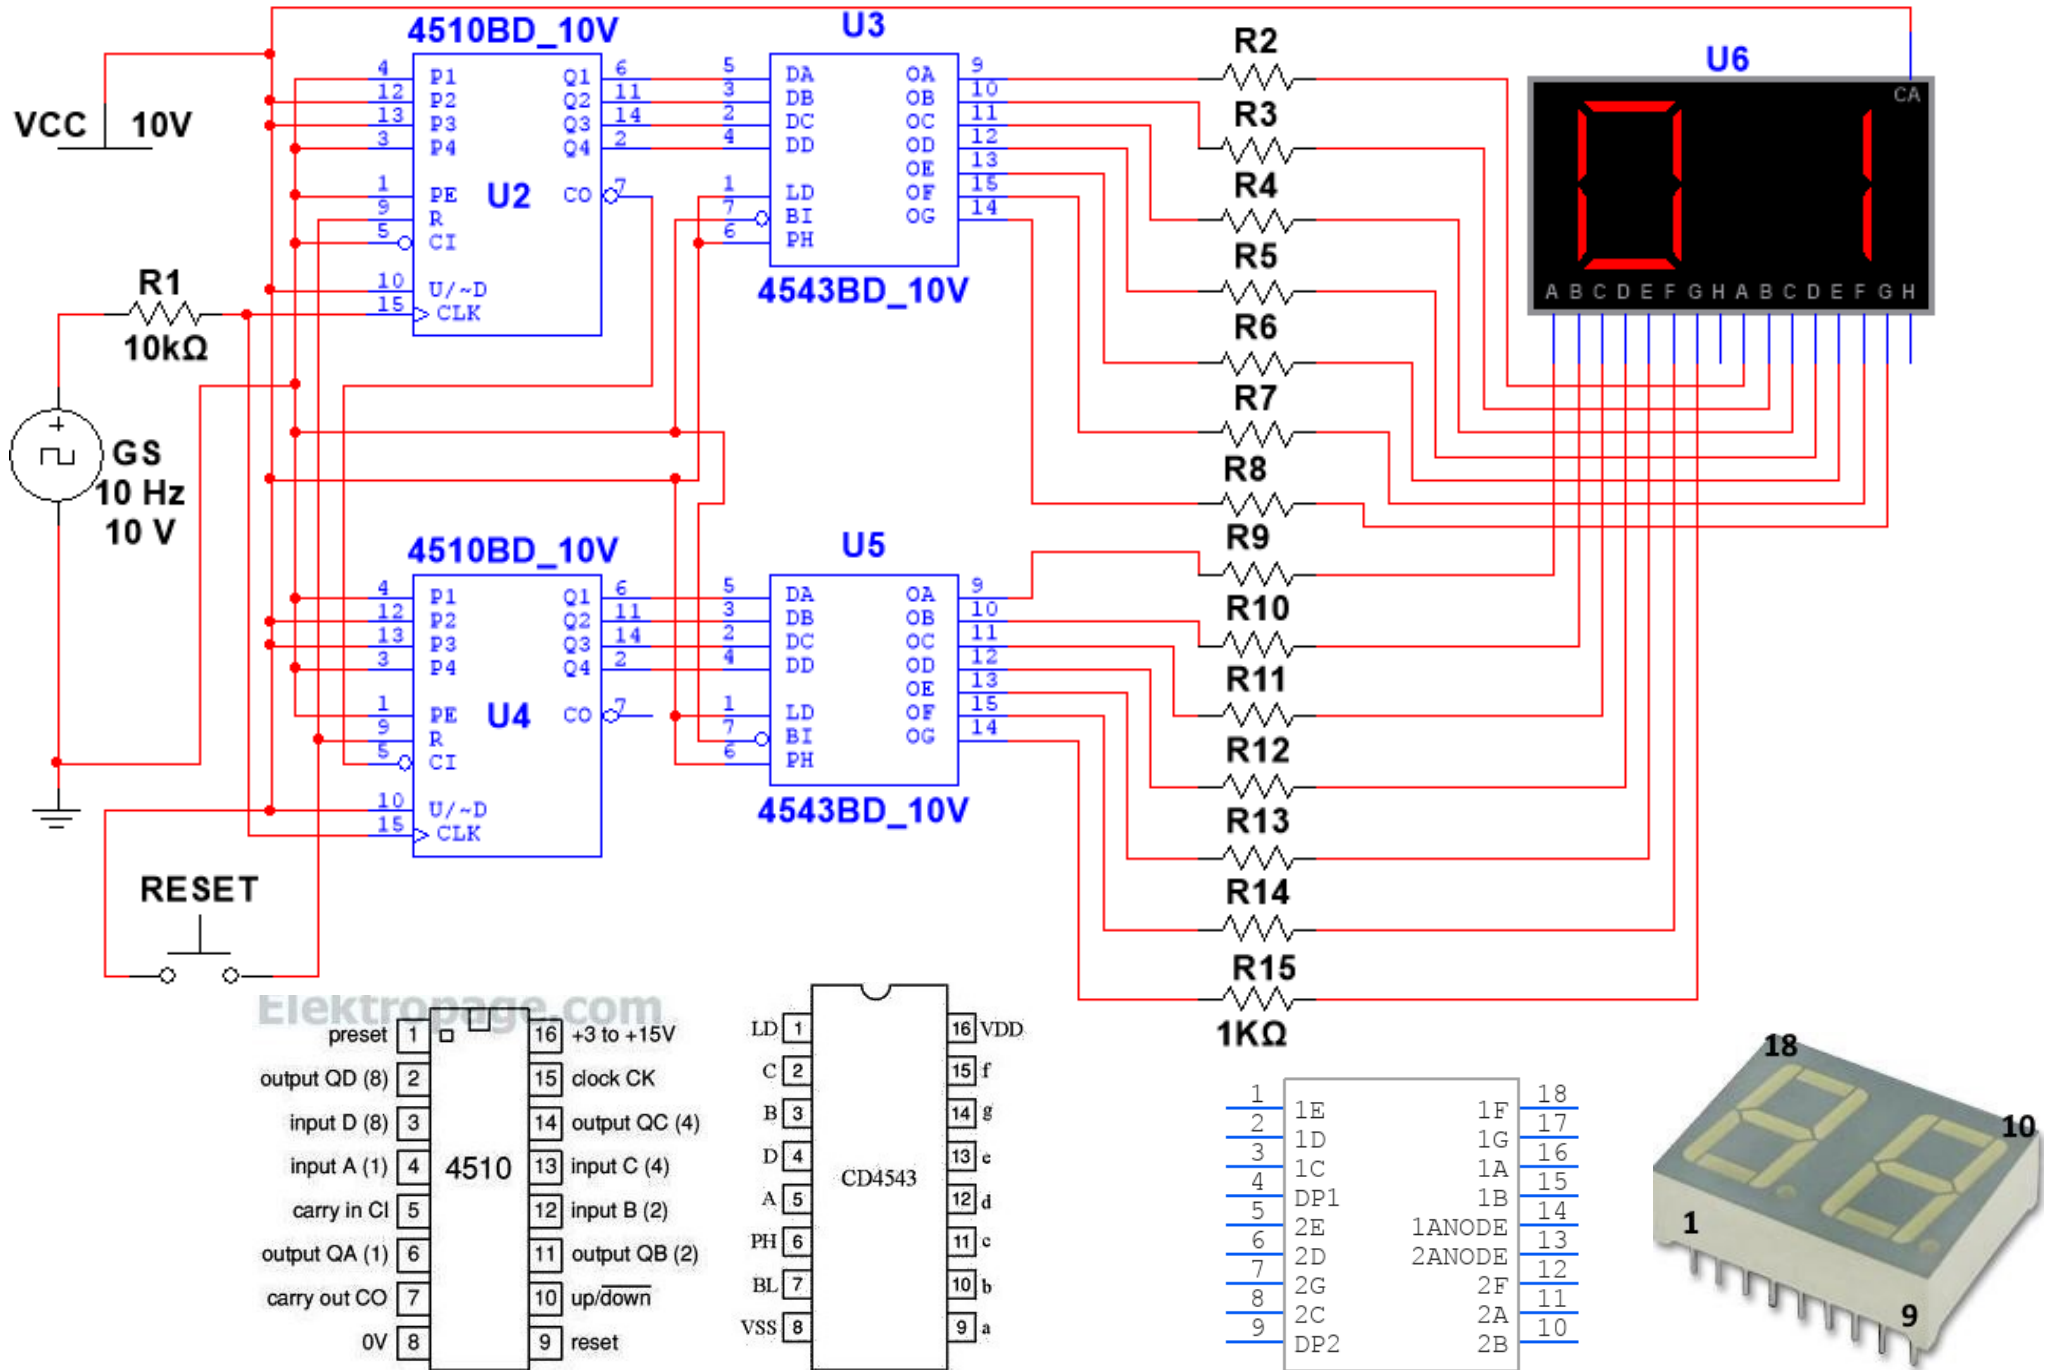 VCC 10V
R1
10kΩ
GS
10 Hz
10 V
RESET
4510BD_10V
4 P1 Q1 6
12 P2 Q2 11
13 P3 Q3 14
3 P4 Q4 2
1 PE U2 CO 7
9 R
5 CI
10 U/~D
15 CLK
U3
5 DA OA 9
3 DB OB 10
2 DC OC 11
4 DD OD 12
OE 13
1 LD OF 15
7 BI OG 14
6 PH
4543BD_10V
4510BD_10V
4 P1 Q1 6
12 P2 Q2 11
13 P3 Q3 14
3 P4 Q4 2
1 PE U4 CO 7
9 R
5 CI
10 U/~D
15 CLK
U5
5 DA OA 9
3 DB OB 10
2 DC OC 11
4 DD OD 12
OE 13
1 LD OF 15
7 BI OG 14
6 PH
4543BD_10V
R2
R3
R4
R5
R6
R7
R8
R9
R10
R11
R12
R13
R14
R15
1KΩ
U6
CA
01
A B C D E F G H A B C D E F G H
Elektropage.com
preset 1 16 +3 to +15V
output QD (8) 2 15 clock CK
input D (8) 3 14 output QC (4)
input A (1) 4 4510 13 input C (4)
carry in CI 5 12 input B (2)
output QA (1) 6 11 output QB (2)
carry out CO 7 10 up/down
0V 8 9 reset
LD 1 16 VDD
C 2 15 f
B 3 14 g
D 4 13 e
CD4543
A 5 12 d
PH 6 11 c
BL 7 10 b
VSS 8 9 a
1 1E 1F 18
2 1D 1G 17
3 1C 1A 16
4 DP1 1B 15
5 2E 1ANODE 14
6 2D 2ANODE 13
7 2G 2F 12
8 2C 2A 11
9 DP2 2B 10
18
10
1
9